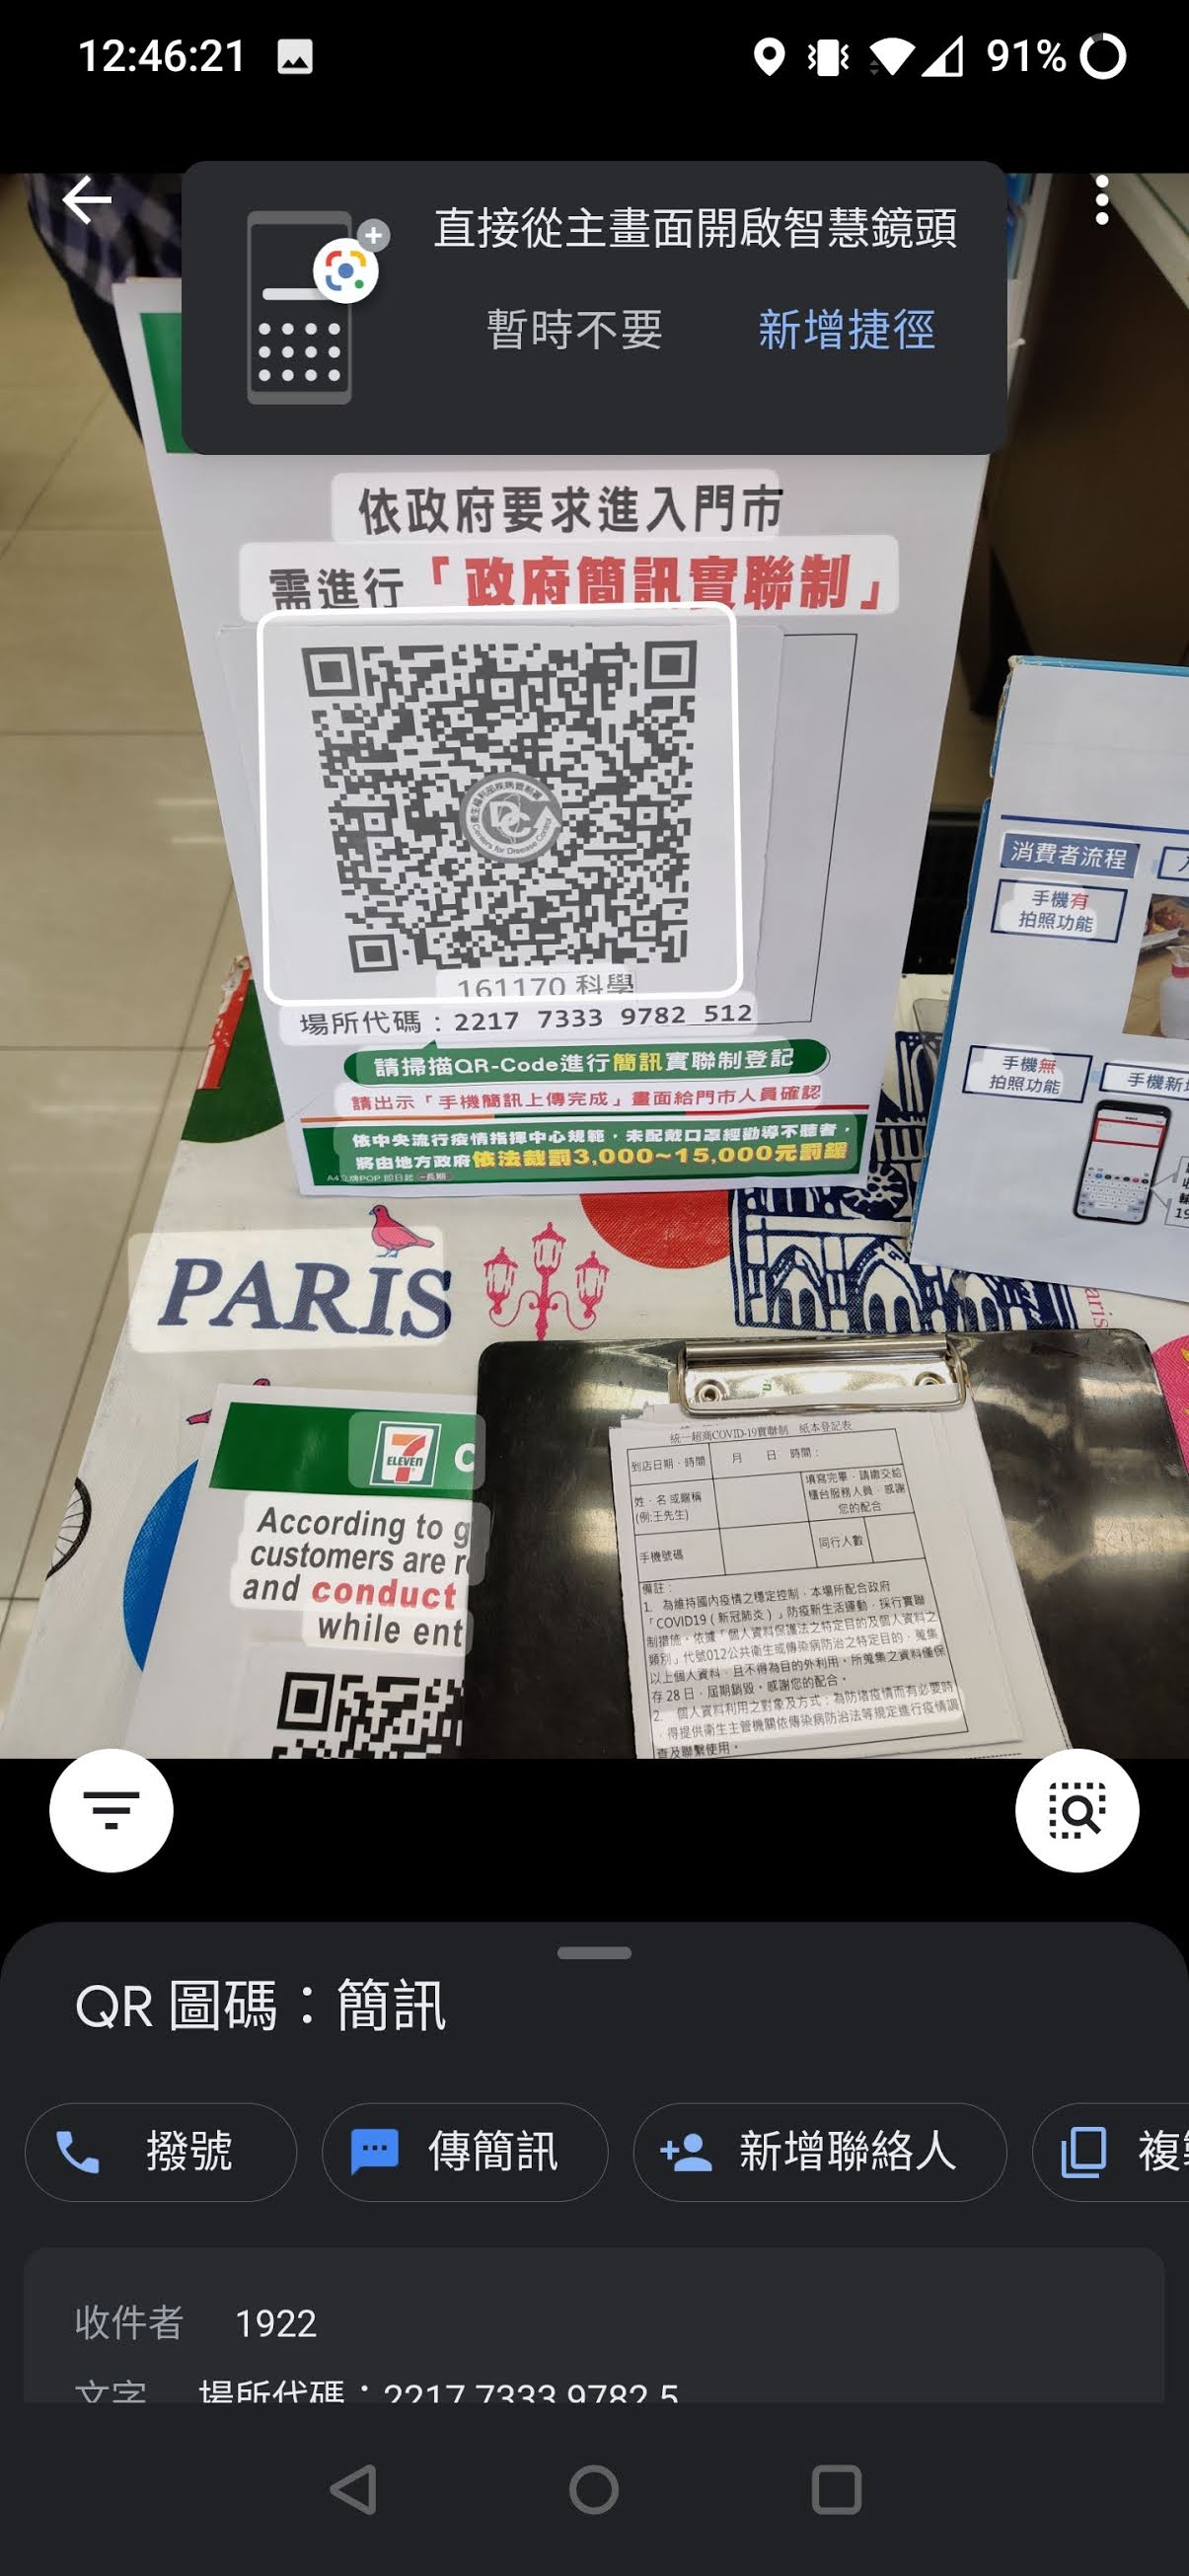 12:46:21
91%
直接從主畫面開啟智慧鏡頭
暫時不要 新增捷徑
依政府要求進入門市
需進行「政府簡訊實聯制」
161170 科學
場所代碼：2217 7333 9782 512
請掃描QR-Code進行簡訊實聯制登記
請出示「手機簡訊上傳完成」畫面給門市人員確認
依中央流行疫情指揮中心規範，未配戴口罩經勸導不聽者，
將由地方政府依法裁罰3,000~15,000元罰鍰
消費者流程
手機有
拍照功能
手機無
拍照功能
手機新
PARIS
aris
7 ELEVEN
C
According to g
customers are r
and conduct
while ent
統一超商COVID-19實聯制 紙本登記表
到店日期、時間 月 日 時間：
姓、名 或暱稱
(例:王先生)
填寫完畢，請繳交給
櫃台服務人員，感謝
您的配合
手機號碼 同行人數
備註：
1. 為維持國內疫情之穩定控制，本場所配合政府
「COVID19（新冠肺炎）」防疫新生活運動，採行實聯
制措施，依據「個人資料保護法之特定目的及個人資料之
類別」代號012公共衛生或傳染病防治之特定目的，蒐集
以上個人資料，且不得為目的外利用。所蒐集之資料僅保
存28日，屆期銷毀。感謝您的配合。
2. 個人資料利用之對象及方式：為防堵疫情而有必要時
，得提供衛生主管機關依傳染病防治法等規定進行疫情調
查及聯繫使用。
QR 圖碼：簡訊
撥號 傳簡訊 新增聯絡人 複
收件者 1922
文字 場所代碼：2217 7333 9782 5